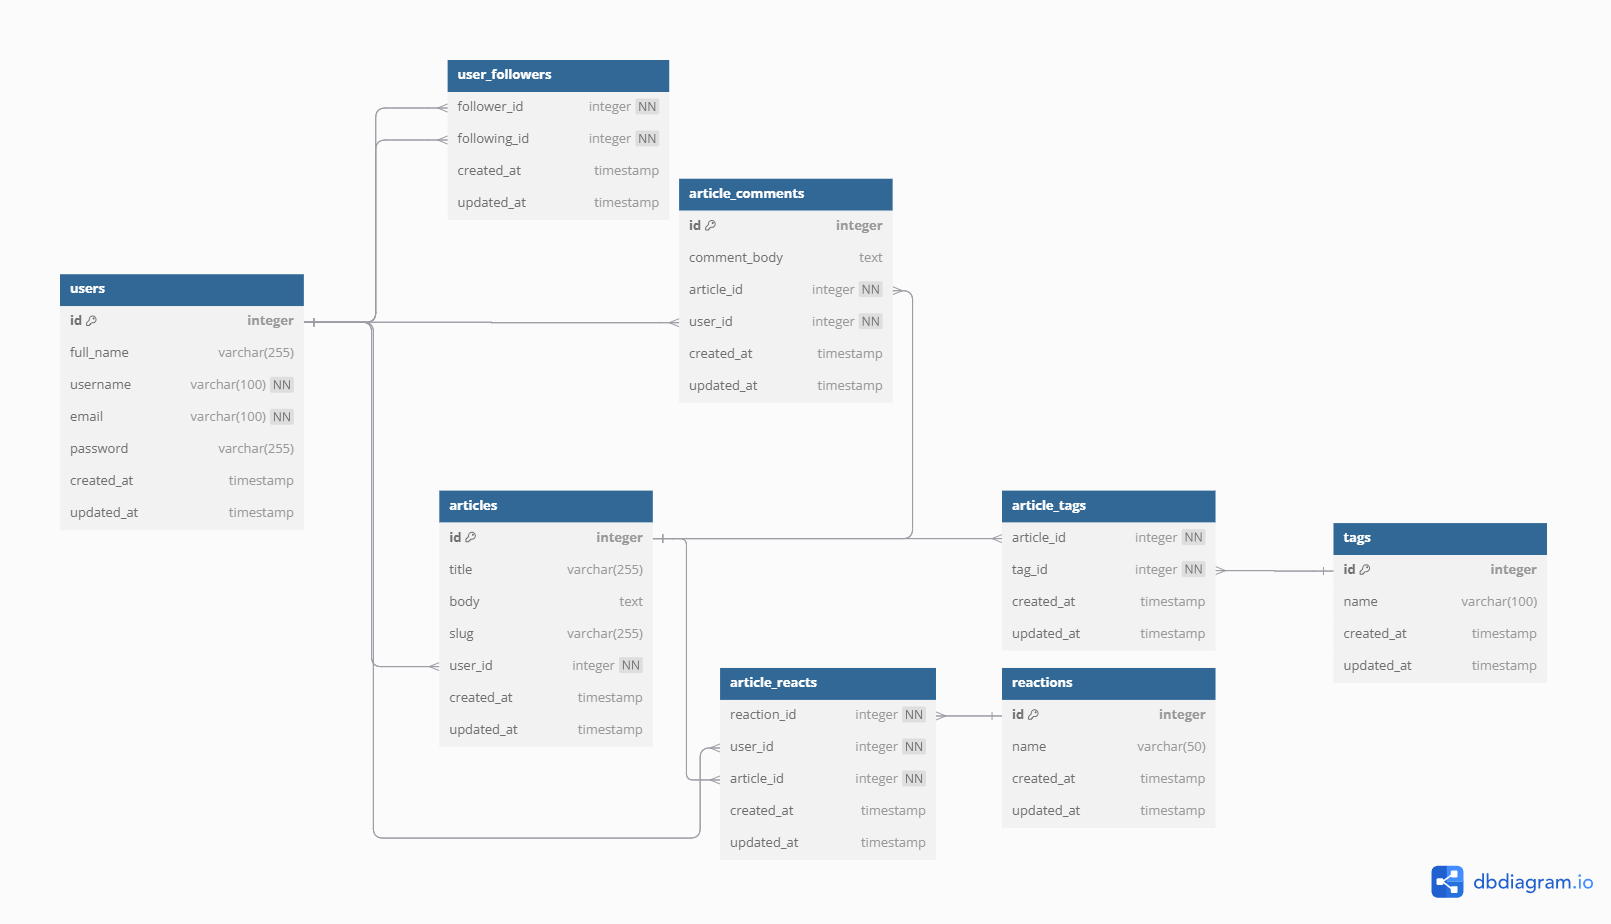 user_followers
follower_id integer NN
following_id integer NN
created_at timestamp
updated_at timestamp
article_comments
id integer
comment_body text
article_id integer NN
user_id integer NN
created_at timestamp
updated_at timestamp
users
id integer
full_name varchar(255)
username varchar(100) NN
email varchar(100) NN
password varchar(255)
created_at timestamp
updated_at timestamp
articles
id integer
title varchar(255)
body text
slug varchar(255)
user_id integer NN
created_at timestamp
updated_at timestamp
article_tags
article_id integer NN
tag_id integer NN
created_at timestamp
updated_at timestamp
tags
id integer
name varchar(100)
created_at timestamp
updated_at timestamp
article_reacts
reaction_id integer NN
user_id integer NN
article_id integer NN
created_at timestamp
updated_at timestamp
reactions
id integer
name varchar(50)
created_at timestamp
updated_at timestamp
dbdiagram.io